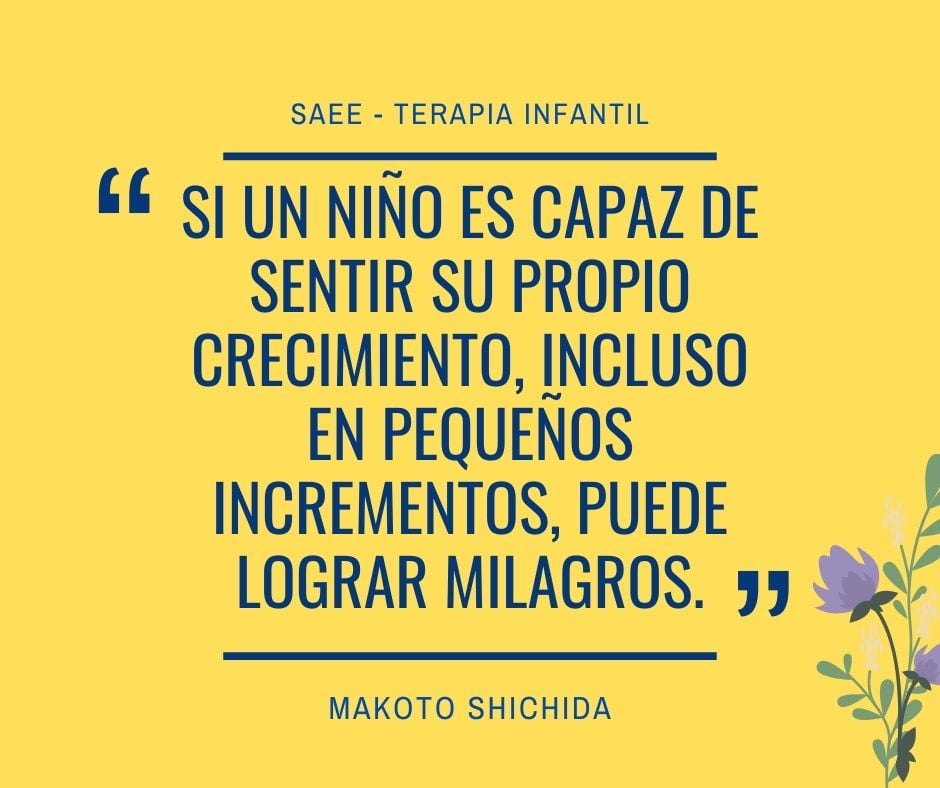 SAEE - TERAPIA INFANTIL
“ SI UN NIÑO ES CAPAZ DE
SENTIR SU PROPIO
CRECIMIENTO, INCLUSO
EN PEQUEÑOS
INCREMENTOS, PUEDE
LOGRAR MILAGROS. ”
MAKOTO SHICHIDA